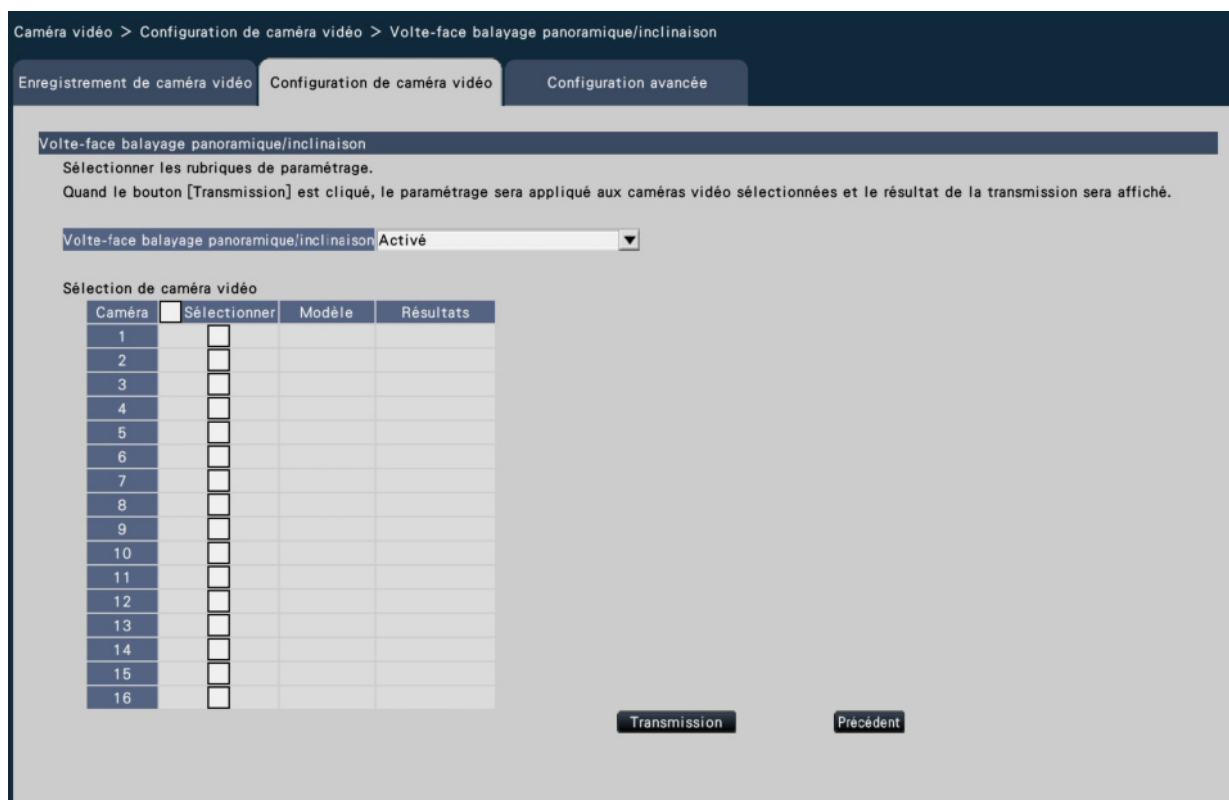 Caméra vidéo > Configuration de caméra vidéo > Volte-face balayage panoramique/inclinaison
Enregistrement de caméra vidéo Configuration de caméra vidéo Configuration avancée
Volte-face balayage panoramique/inclinaison
Sélectionner les rubriques de paramétrage.
Quand le bouton [Transmission] est cliqué, le paramétrage sera appliqué aux caméras vidéo sélectionnées et le résultat de la transmission sera affiché.
Volte-face balayage panoramique/inclinaison Activé
Sélection de caméra vidéo
Caméra Sélectionner Modèle Résultats
1
2
3
4
5
6
7
8
9
10
11
12
13
14
15
16
Transmission Précédent